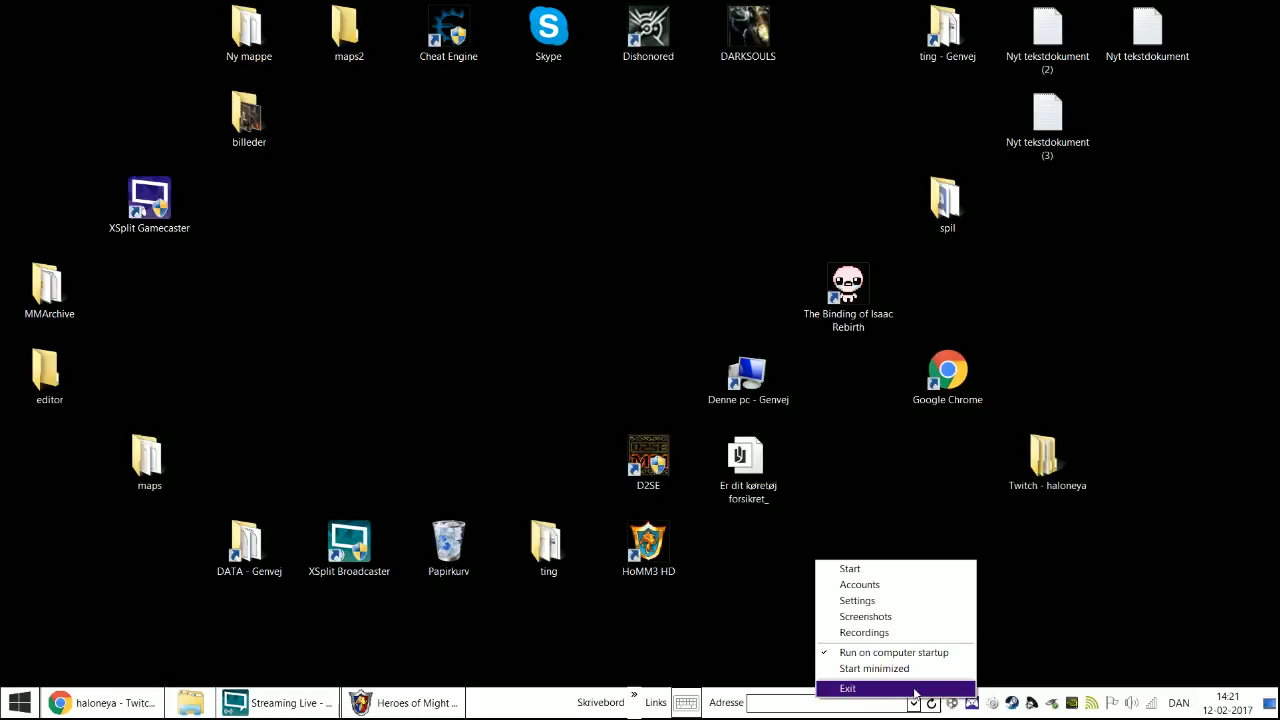 Ny mappe
maps2
Cheat Engine
Skype
Dishonored
DARKSOULS
ting - Genvej
Nyt tekstdokument
(2)
Nyt tekstdokument
billeder
Nyt tekstdokument
(3)
XSplit Gamecaster
spil
MMArchive
The Binding of Isaac
Rebirth
editor
Denne pc - Genvej
Google Chrome
maps
D2SE
D2SE
Er dit køretøj
forsikret_
Twitch - haloneya
DATA - Genvej
XSplit Broadcaster
Papirkurv
ting
HoMM3 HD
Start
Accounts
Settings
Screenshots
Recordings
Run on computer startup
Start minimized
Exit
haloneya - Twitc...
Streaming Live - ...
Heroes of Might ...
Skrivebord
»
Links
Adresse
DAN
14:21
12-02-2017